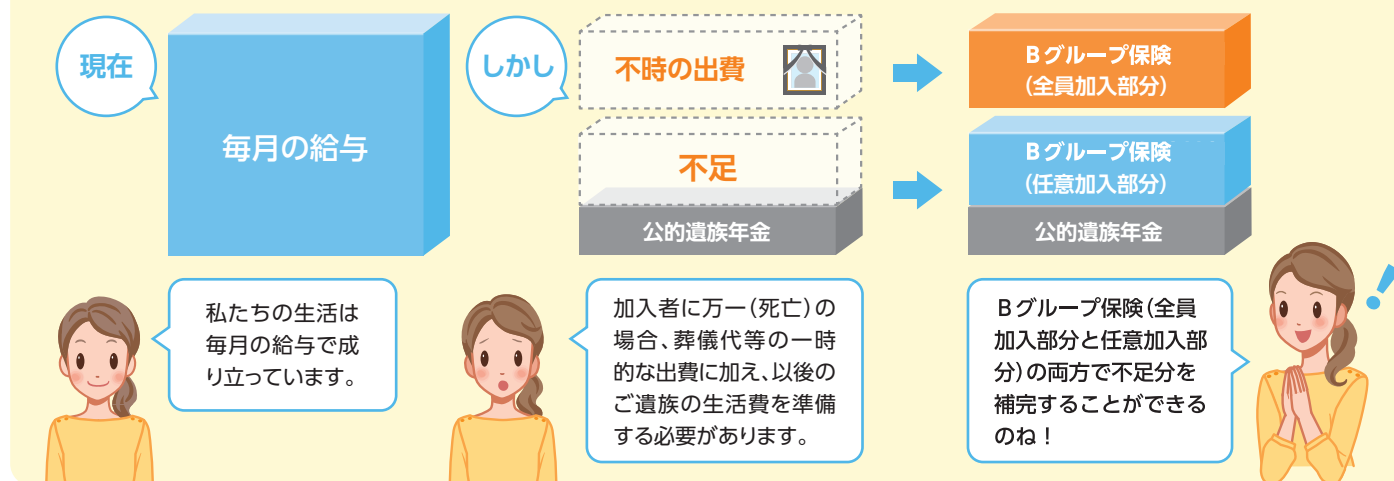 現在
毎月の給与
しかし
不時の出費
不足
公的遺族年金
Bグループ保険
(全員加入部分)
Bグループ保険
(任意加入部分)
公的遺族年金
私たちの生活は
毎月の給与で成
り立っています。
加入者に万一(死亡)の
場合、葬儀代等の一時
的な出費に加え、以後の
ご遺族の生活費を準備
する必要があります。
Bグループ保険(全員
加入部分と任意加入部
分)の両方で不足分を
補完することができる
のね!